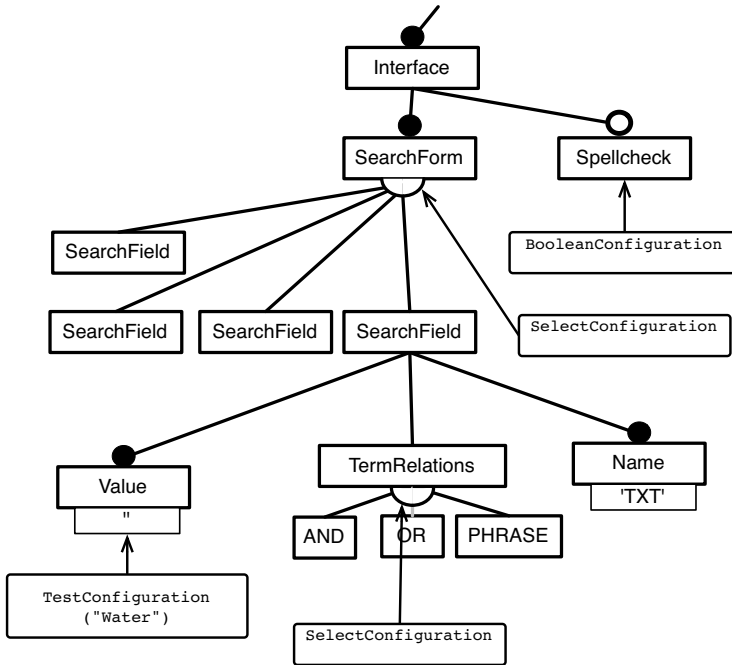 Interface
SearchForm
Spellcheck
SearchField
BooleanConfiguration
SearchField
SearchField
SearchField
SelectConfiguration
Value
''
TermRelations
Name
'TXT'
AND
OR
PHRASE
TestConfiguration
("Water")
SelectConfiguration